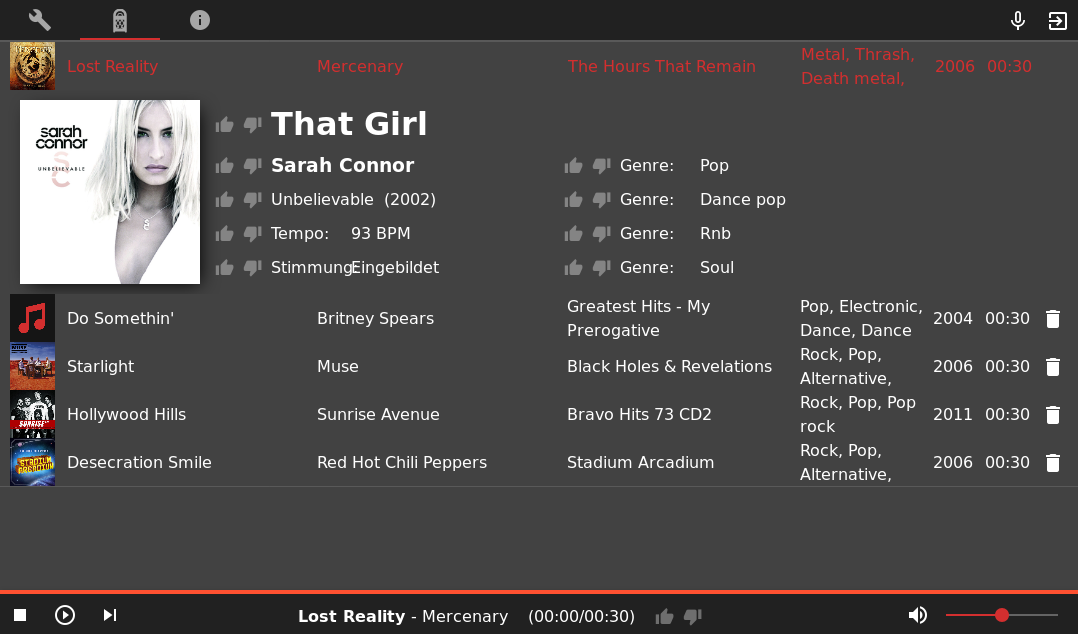 Lost Reality Mercenary The Hours That Remain Metal, Thrash, 2006 00:30
Death metal,
sarah
connor
UNBELIEVABLE
That Girl
Sarah Connor Genre: Pop
Unbelievable (2002) Genre: Dance pop
Tempo: 93 BPM Genre: Rnb
Stimmung: Eingebildet Genre: Soul
Do Somethin' Britney Spears Greatest Hits - My Pop, Electronic, 2004 00:30
Prerogative Dance, Dance
Starlight Muse Black Holes & Revelations Rock, Pop, 2006 00:30
Alternative,
Hollywood Hills Sunrise Avenue Bravo Hits 73 CD2 Rock, Pop, Pop 2011 00:30
rock
Desecration Smile Red Hot Chili Peppers Stadium Arcadium Rock, Pop, 2006 00:30
Alternative,
Lost Reality - Mercenary (00:00/00:30)